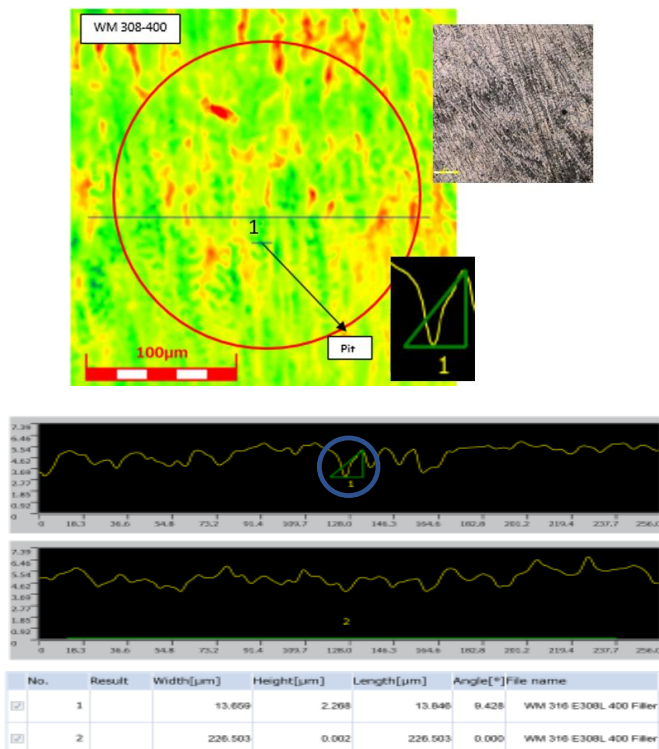 WM 308-400
1
Pit
1
100µm
7.39
6.46
5.54
4.62
3.69
2.77
1.85
0.92
0
1
0 18.3 36.6 54.8 73.2 91.4 109.7 128.0 146.3 164.6 182.8 201.2 219.4 237.7 256.0
7.39
6.46
5.54
4.62
3.69
2.77
1.85
0.92
0
2
0 18.3 36.6 54.8 73.2 91.4 109.7 128.0 146.3 164.6 182.8 201.2 219.4 237.7 256.0
No. Result Width[µm] Height[µm] Length[µm] Angle[°] File name
1 13.659 2.268 13.846 9.428 WM 316 E308L 400 Filler
2 226.503 0.002 226.503 0.000 WM 316 E308L 400 Filler